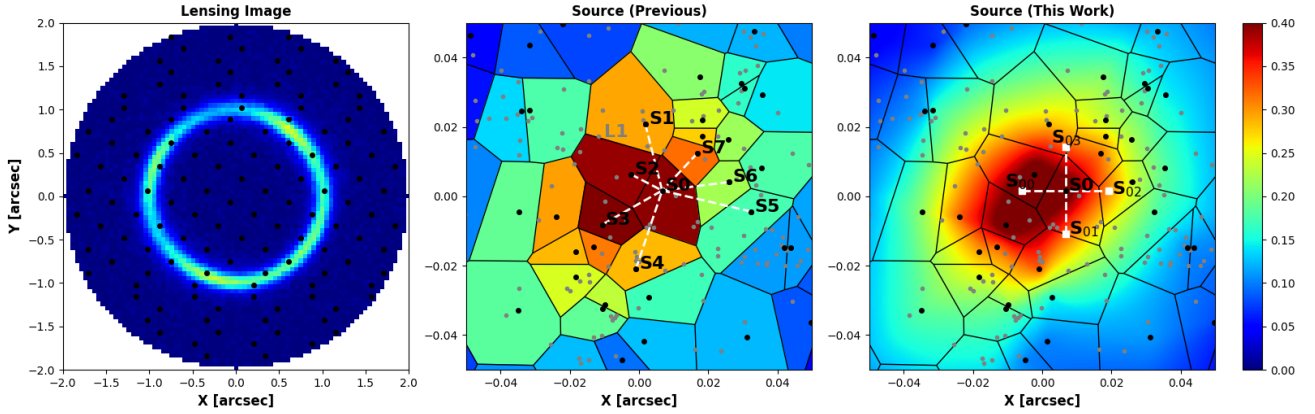 Lensing Image
Source (Previous)
Source (This Work)
Y [arcsec]
2.0
1.5
1.0
0.5
0.0
−0.5
−1.0
−1.5
−2.0
−2.0 −1.5 −1.0 −0.5 0.0 0.5 1.0 1.5 2.0
X [arcsec]
0.04
0.02
0.00
−0.02
−0.04
−0.04 −0.02 0.00 0.02 0.04
X [arcsec]
L1
S1
S7
S2
S0
S6
S5
S3
S4
0.04
0.02
0.00
−0.02
−0.04
−0.04 −0.02 0.00 0.02 0.04
X [arcsec]
S03
S00
S0
S02
S01
0.40
0.35
0.30
0.25
0.20
0.15
0.10
0.05
0.00